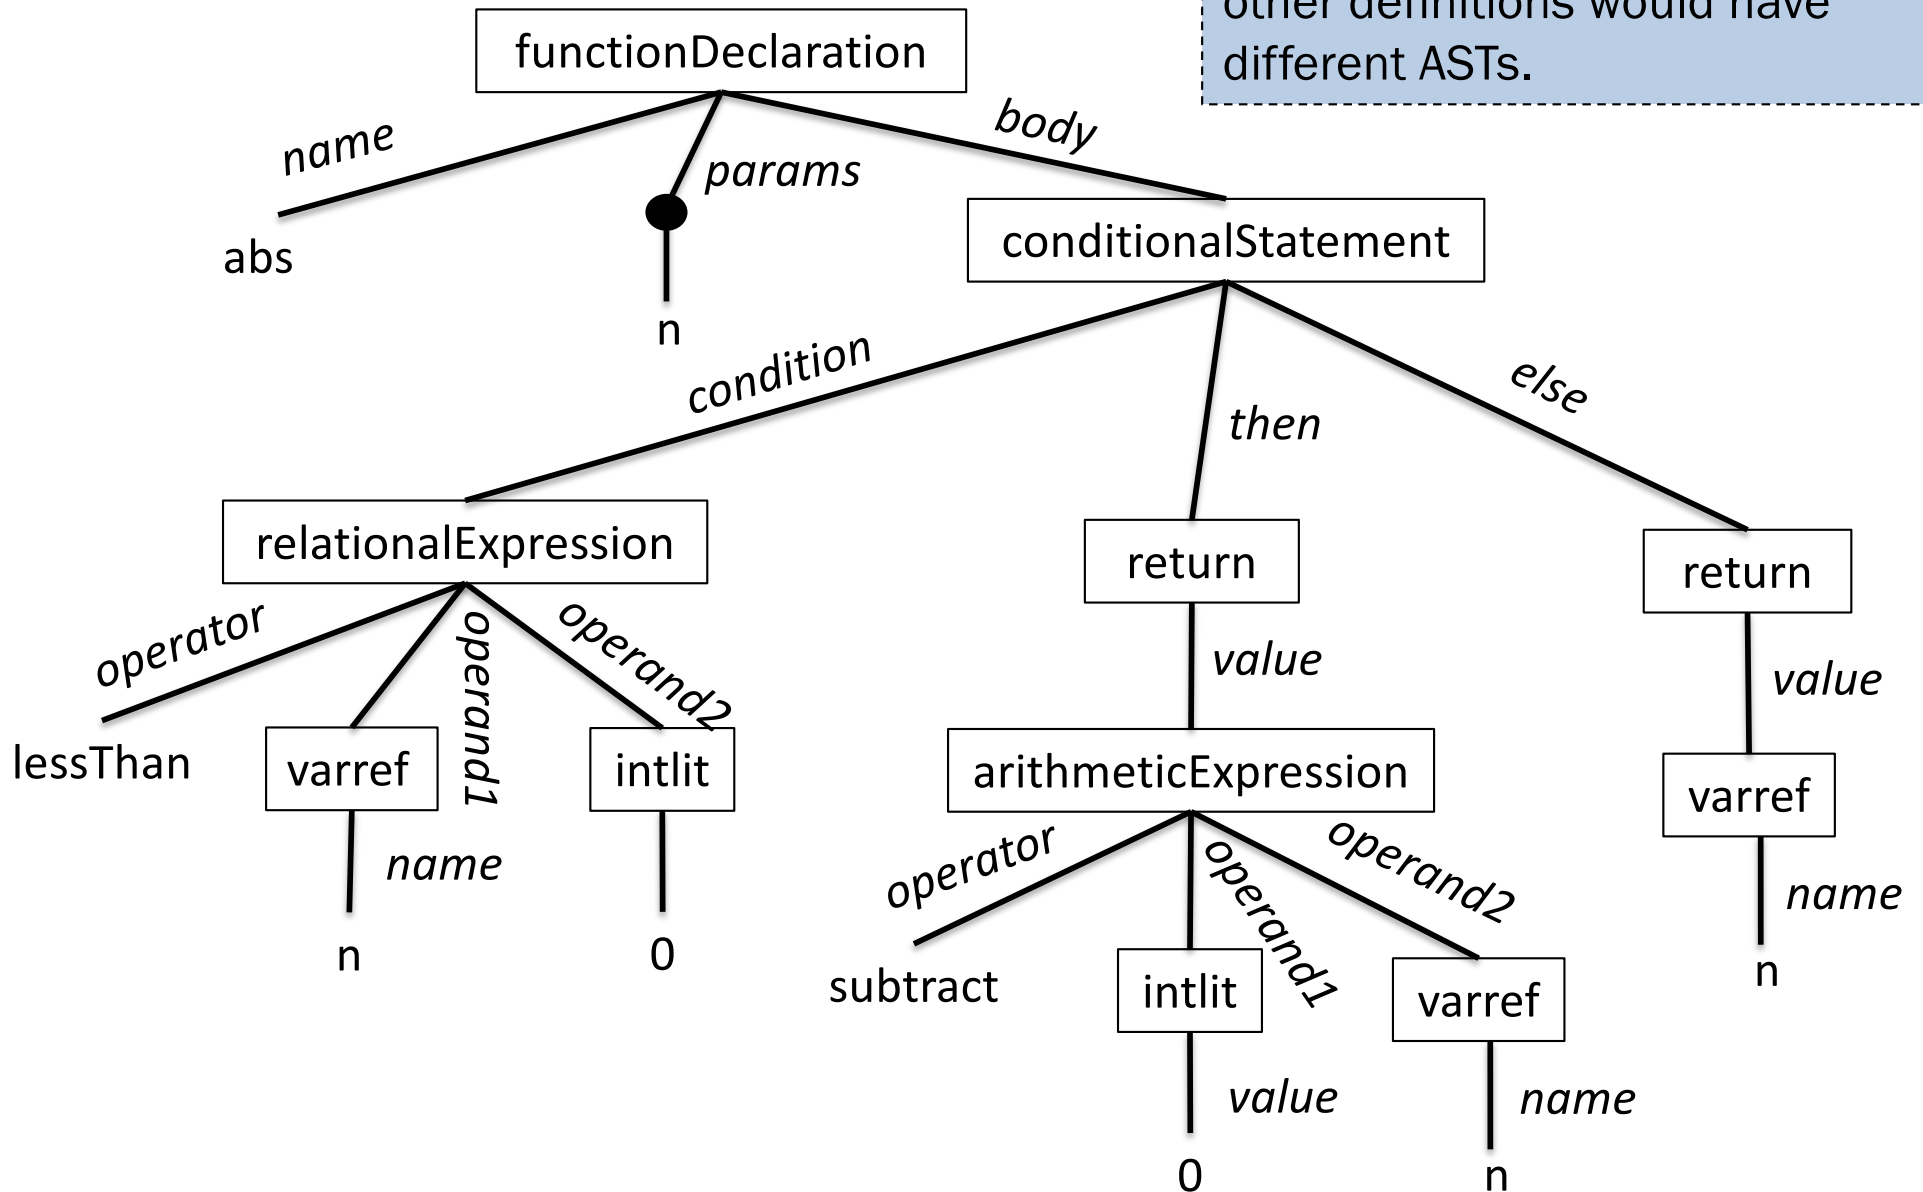 other definitions would have
different ASTs.
functionDeclaration
name
params
body
abs
n
conditionalStatement
condition
then
else
relationalExpression
return
return
operator
operand1
operand2
value
value
lessThan
varref
intlit
arithmeticExpression
varref
name
operator
operand1
operand2
name
n
0
subtract
intlit
varref
n
value
name
0
n